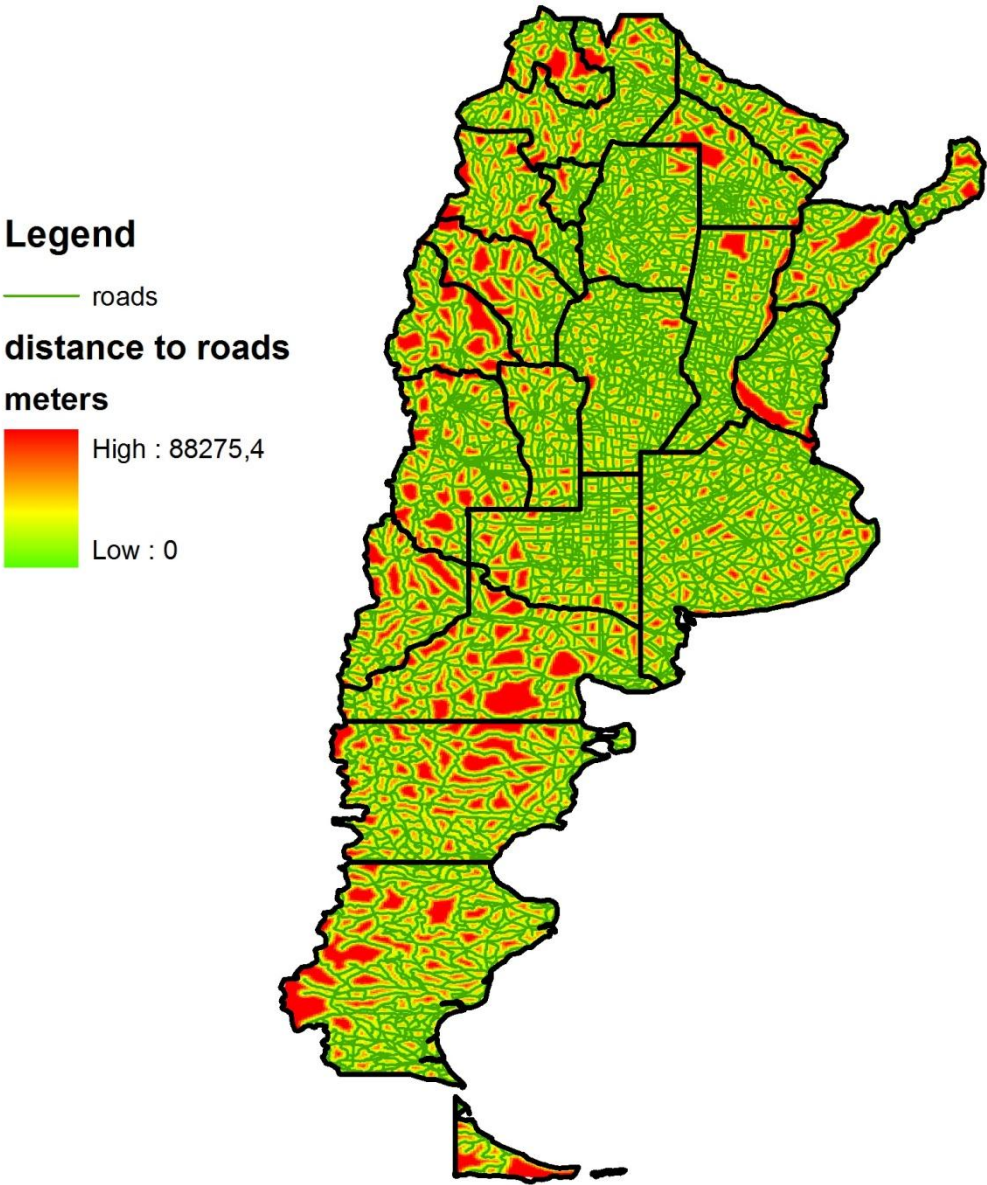 Legend
roads
distance to roads
meters
High : 88275,4
Low : 0